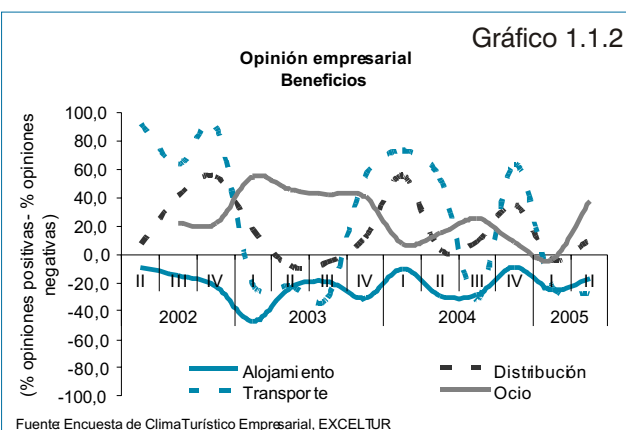 Gráfico 1.1.2
Opinión empresarial
Beneficios
(% opiniones positivas- % opiniones
negativas)
100,0
80,0
60,0
40,0
20,0
0,0
-20,0
-40,0
-60,0
-80,0
-100,0
II III IV I II III IV I II III IV I II
2002 2003 2004 2005
Alojamiento Distribución
Transporte Ocio
Fuente: Encuesta de Clima Turístico Empresarial, EXCELTUR